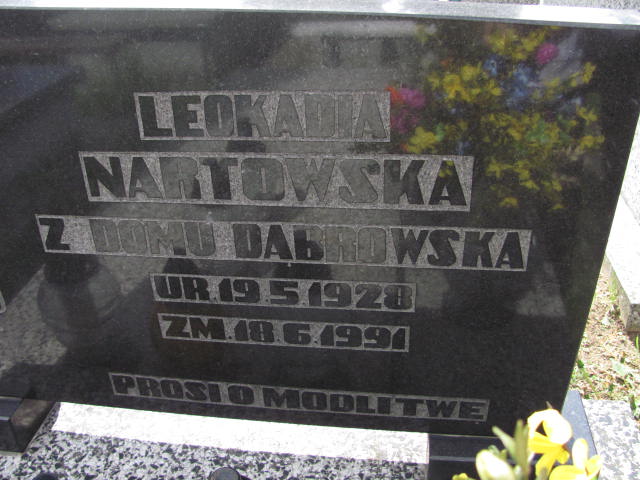 LEOKADIA
NARTOWSKA
Z DOMU DĄBROWSKA
UR.19.5.1928
ZM.18.6.1991
PROSI O MODLITWĘ